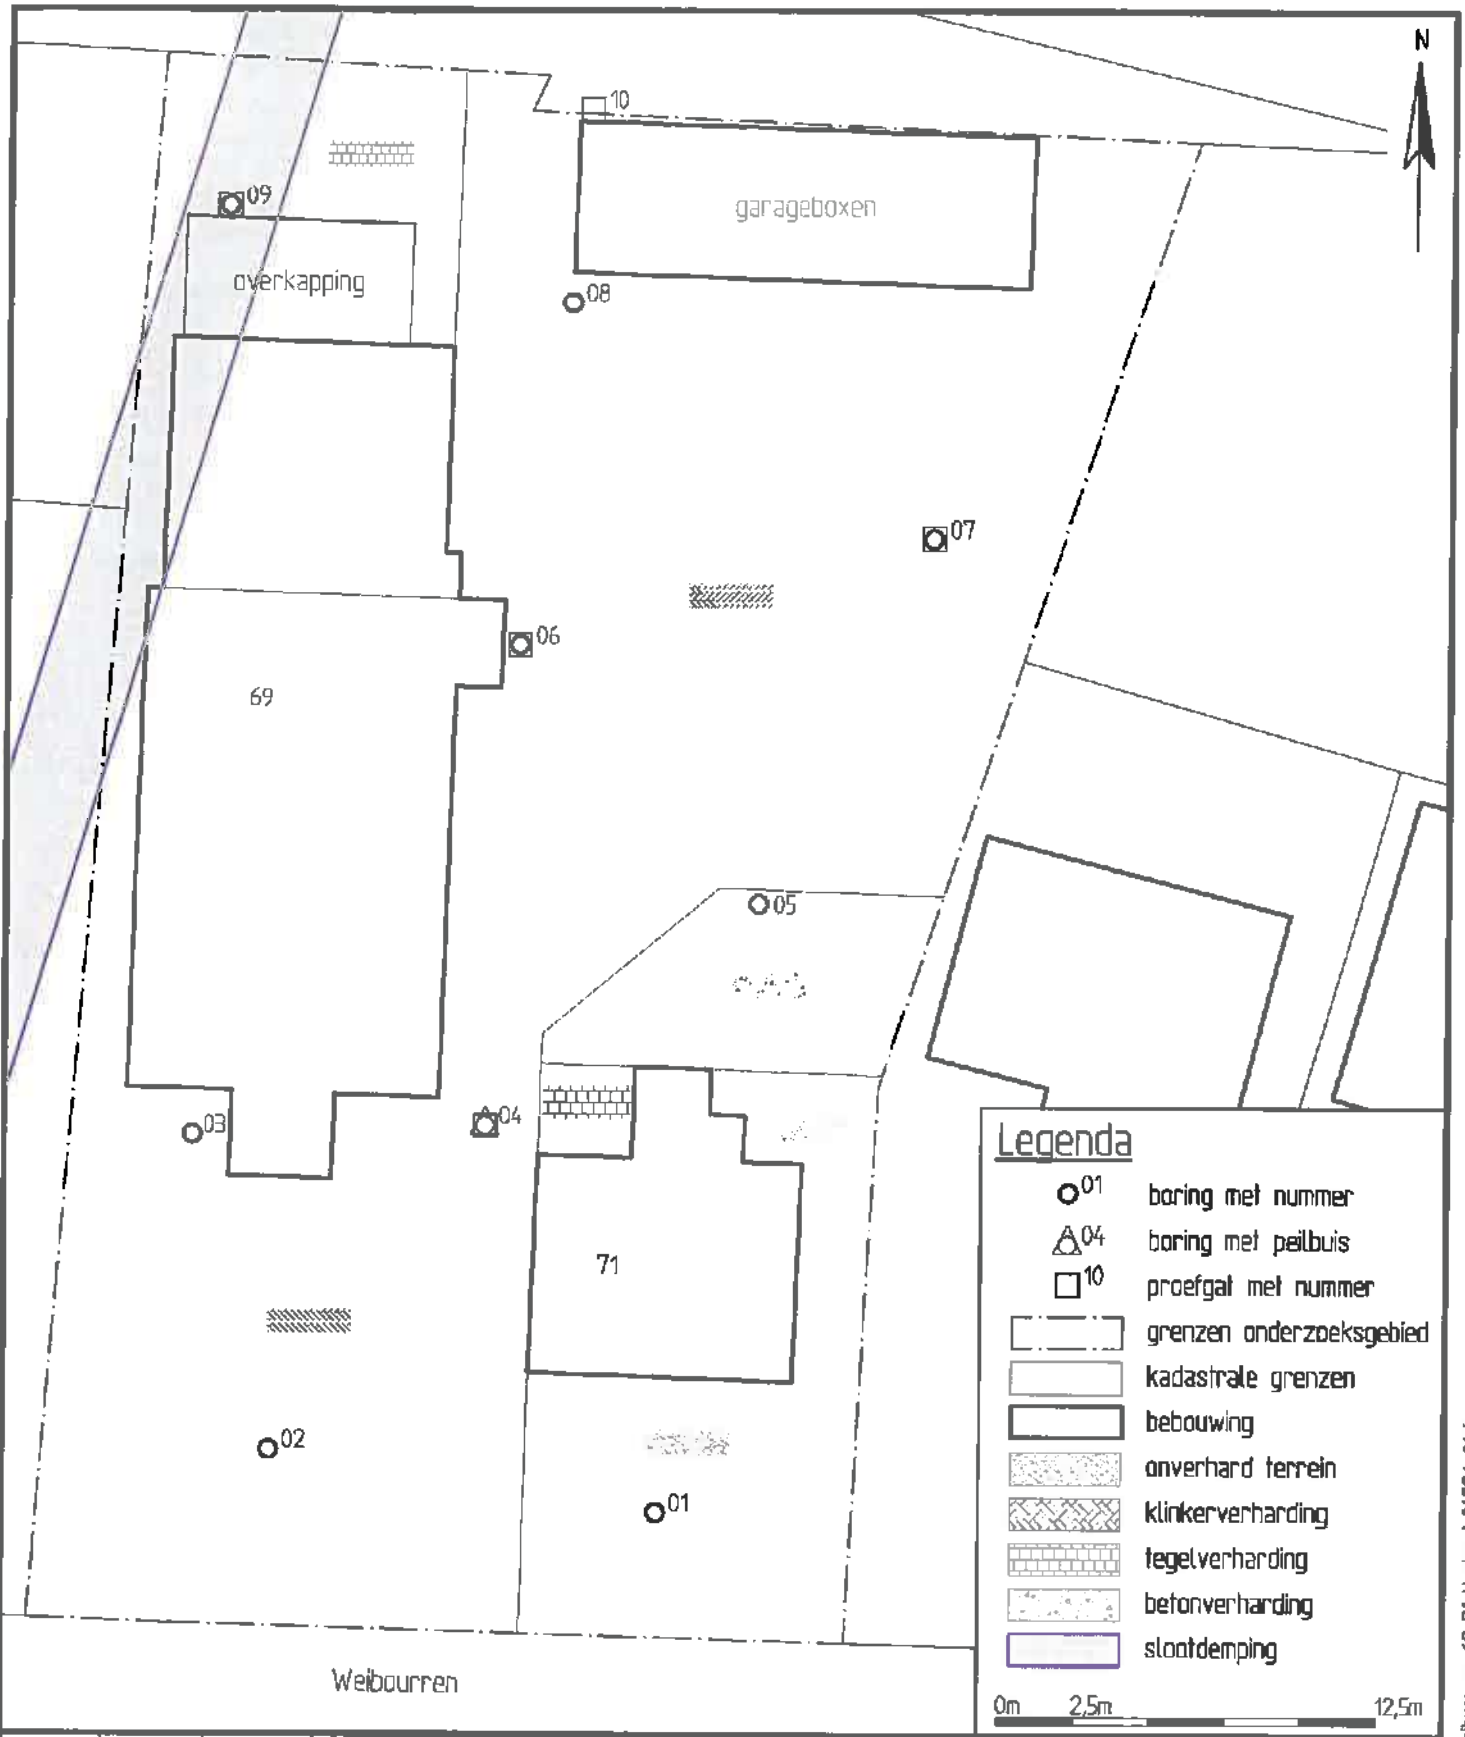 N
10
09
garageboxen
overkapping
08
07
06
69
05
03
04
71
02
01
Legenda
01 boring met nummer
04 boring met peilbuis
10 proefgat met nummer
grenzen onderzoeksgebied
kadastrale grenzen
bebouwing
onverhard terrein
klinkerverharding
tegelverharding
betonverharding
slootdemping
0m 2,5m 12,5m
Weibourren